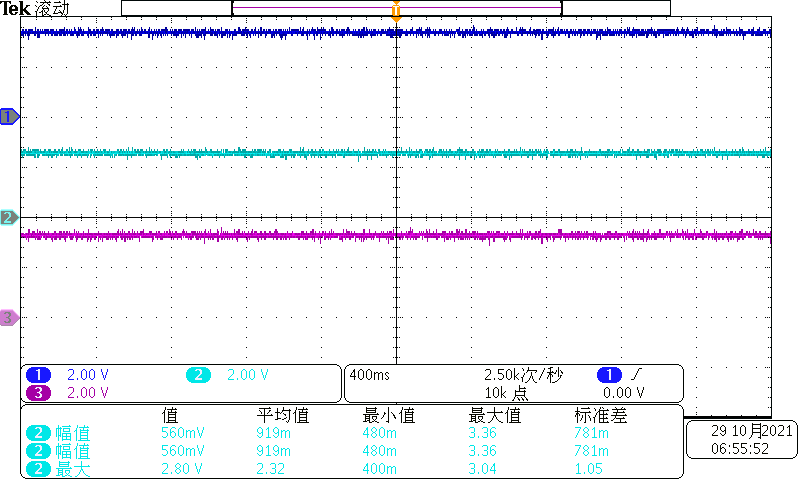 Tek 滚动
1
2
3
1 2.00 V 2 2.00 V
3 2.00 V
400ms 2.50k次/秒 1
10k 点 0.00 V
值 平均值 最小值 最大值 标准差
2 幅值 560mV 919m 480m 3.36 781m
2 幅值 560mV 919m 480m 3.36 781m
2 最大 2.80 V 2.32 400m 3.04 1.05
29 10月2021
06:55:52